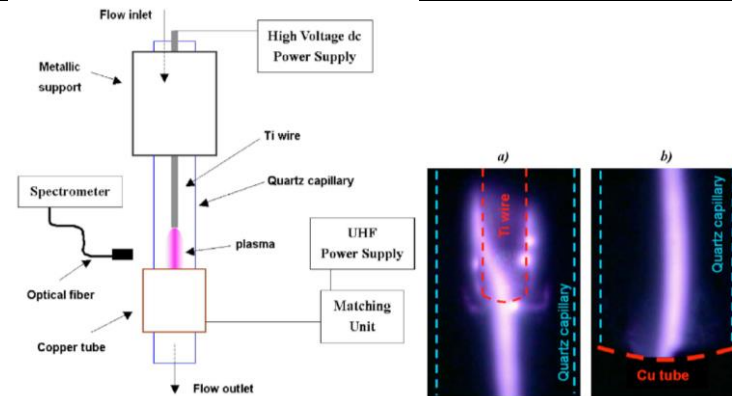 Flow inlet
High Voltage dc
Power Supply
Metallic
support
Ti wire
Quartz capillary
Spectrometer
plasma
UHF
Power Supply
Optical fiber
Matching
Unit
Copper tube
Flow outlet
a)
b)
Ti wire
Quartz capillary
Quartz capillary
Cu tube